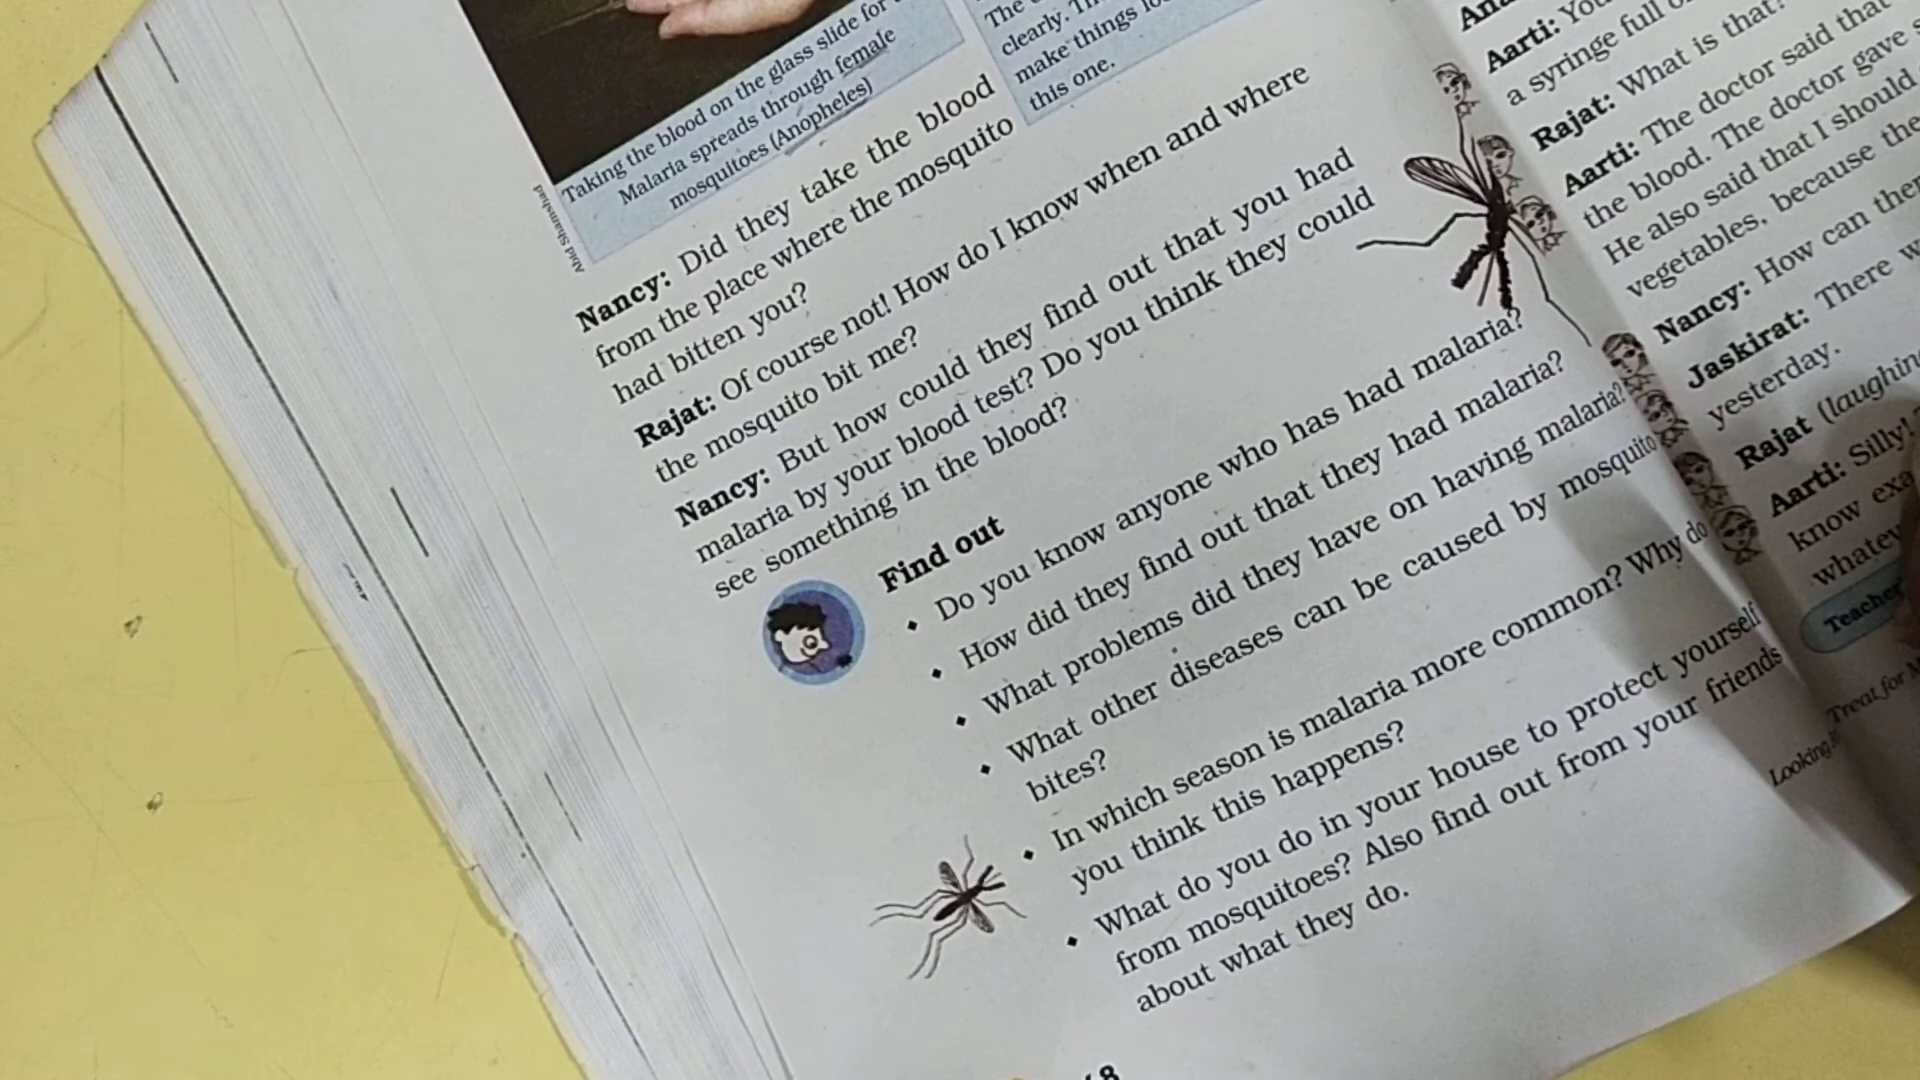 Taking the blood on the glass slide for
Malaria spreads through female
mosquitoes (Anopheles)
Abid Shamshad
The
clearly.
make things
this one.
Nancy: Did they take the blood
from the place where the mosquito
had bitten you?
Rajat: Of course not! How do I know when and where
the mosquito bit me?
Nancy: But how could they find out that you had
malaria by your blood test? Do you think they could
see something in the blood?
Find out
• Do you know anyone who has had malaria?
• How did they find out that they had malaria?
• What problems did they have on having malaria?
• What other diseases can be caused by mosquito
bites?
• In which season is malaria more common? Why do
you think this happens?
• What do you do in your house to protect yourself
from mosquitoes? Also find out from your friends
about what they do.
Aarti:
a syringe full
Rajat: What is that?
Aarti: The doctor said that
the blood. The doctor gave
He also said that I should
vegetables, because the
Nancy: How can
Jaskirat: There
yesterday.
Rajat (laughing
Aarti: Silly!
know
Teacher
Treat for
Looking